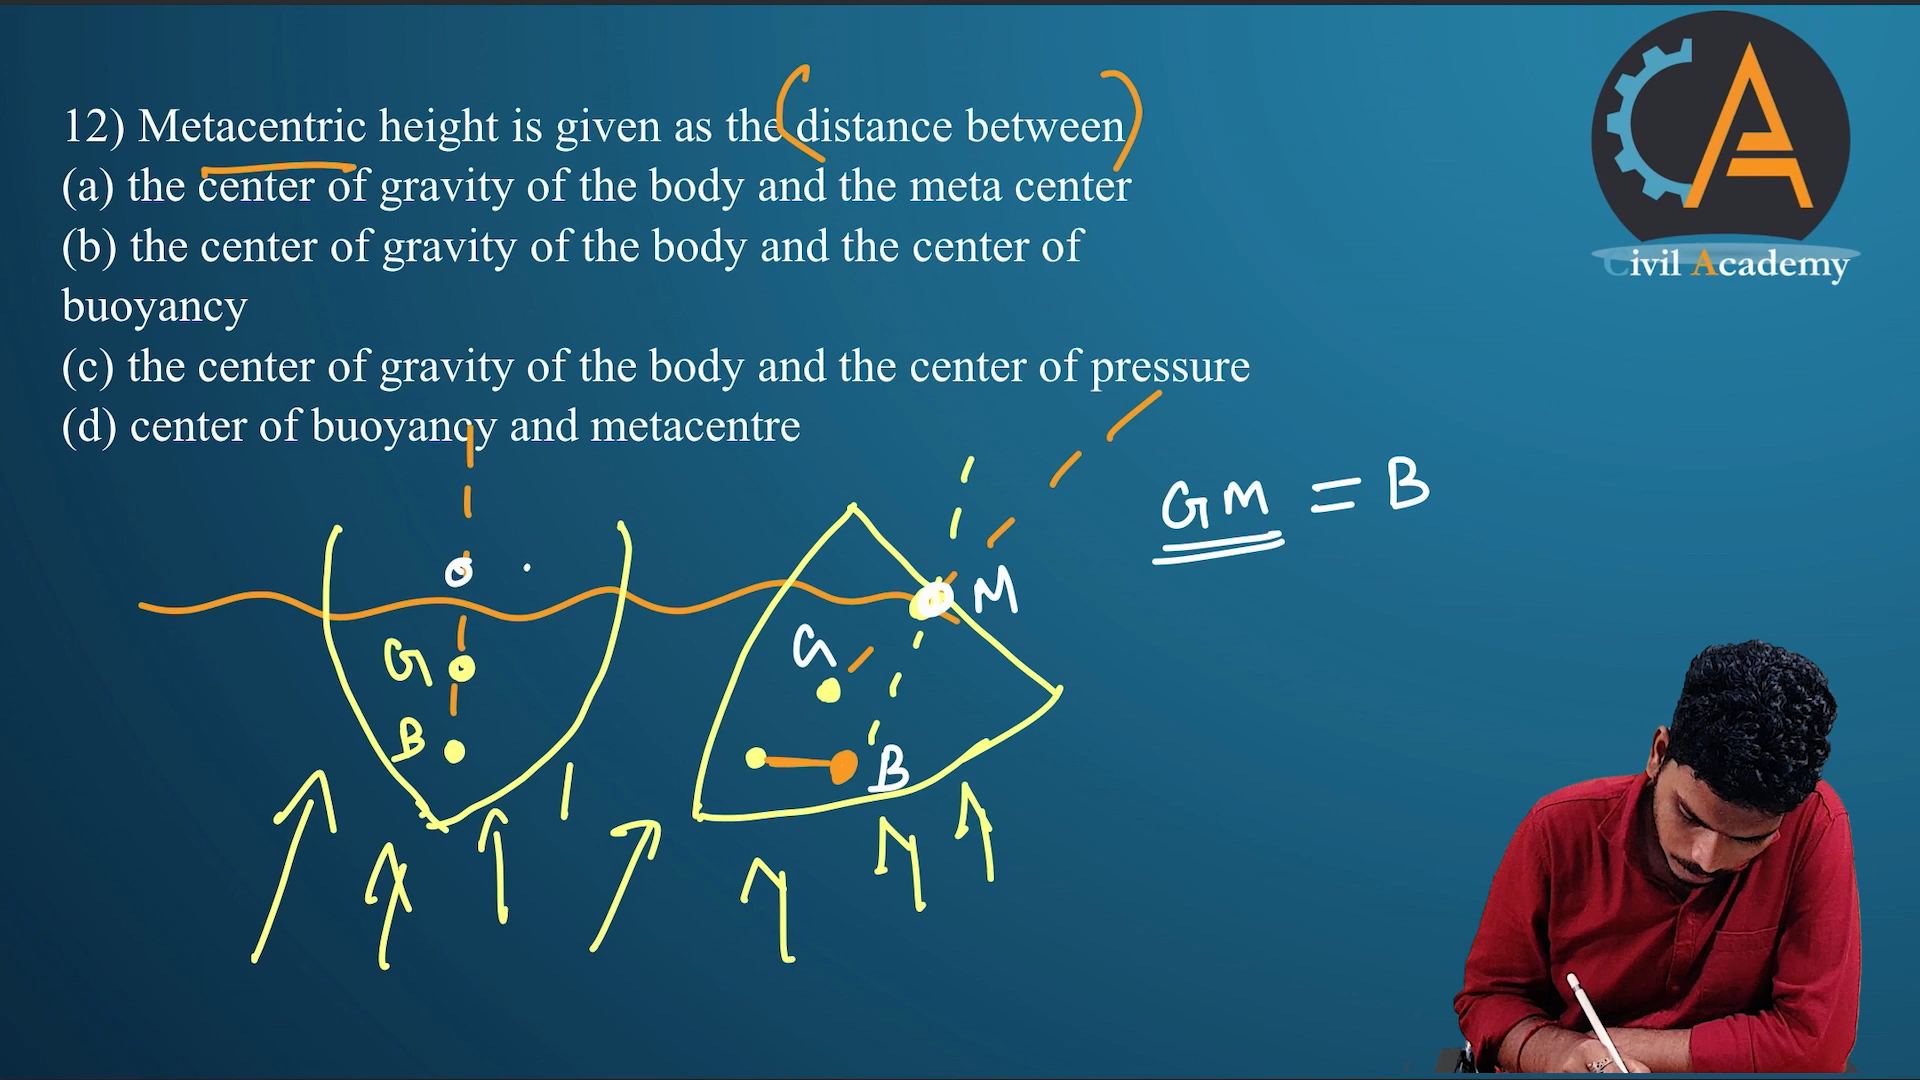 12) Metacentric height is given as the distance between
(a) the center of gravity of the body and the meta center
(b) the center of gravity of the body and the center of
buoyancy
(c) the center of gravity of the body and the center of pressure
(d) center of buoyancy and metacentre
CA
Civil Academy
GM = B
M
G
G
B
B